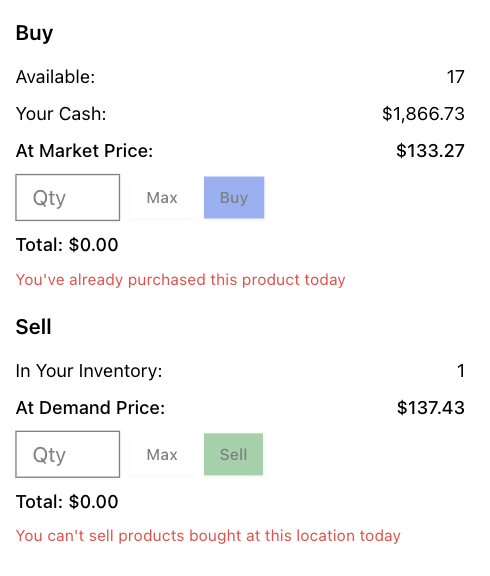 Buy
Available: 17
Your Cash: $1,866.73
At Market Price: $133.27
Qty Max Buy
Total: $0.00
You've already purchased this product today
Sell
In Your Inventory: 1
At Demand Price: $137.43
Qty Max Sell
Total: $0.00
You can't sell products bought at this location today